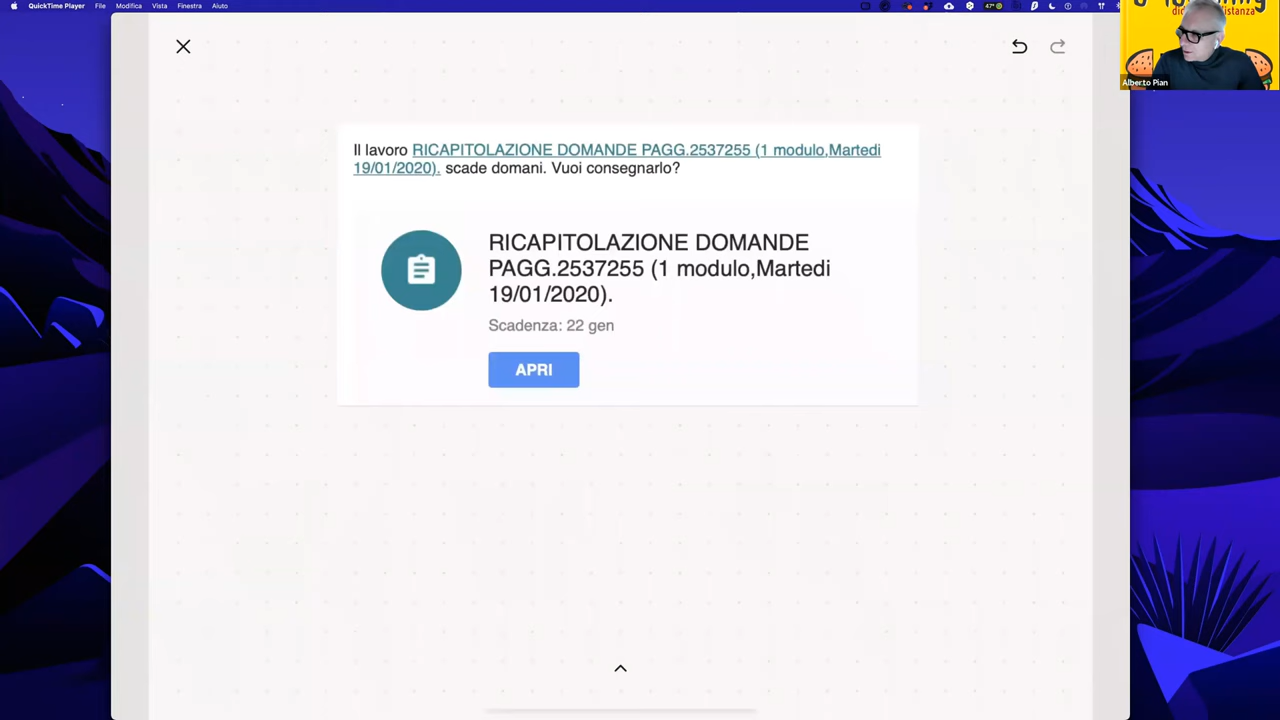 QuickTime Player File Modifica Vista Finestra Aiuto
47°
distanza
Alberto Pian
Il lavoro RICAPITOLAZIONE DOMANDE PAGG.2537255 (1 modulo,Martedi
19/01/2020). scade domani. Vuoi consegnarlo?
RICAPITOLAZIONE DOMANDE
PAGG.2537255 (1 modulo,Martedi
19/01/2020).
Scadenza: 22 gen
APRI